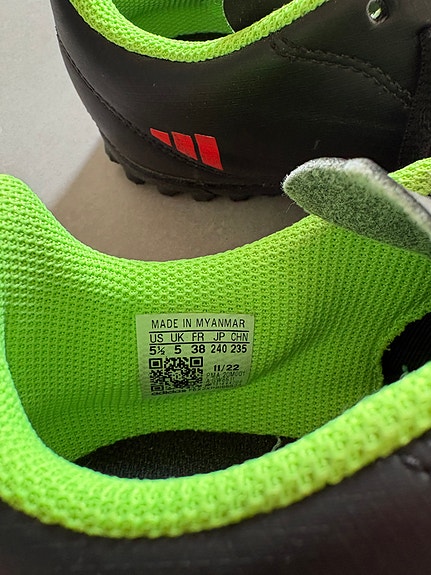 MADE IN MYANMAR
US UK FR JP CHN
5½ 5 38 240 235
11/22